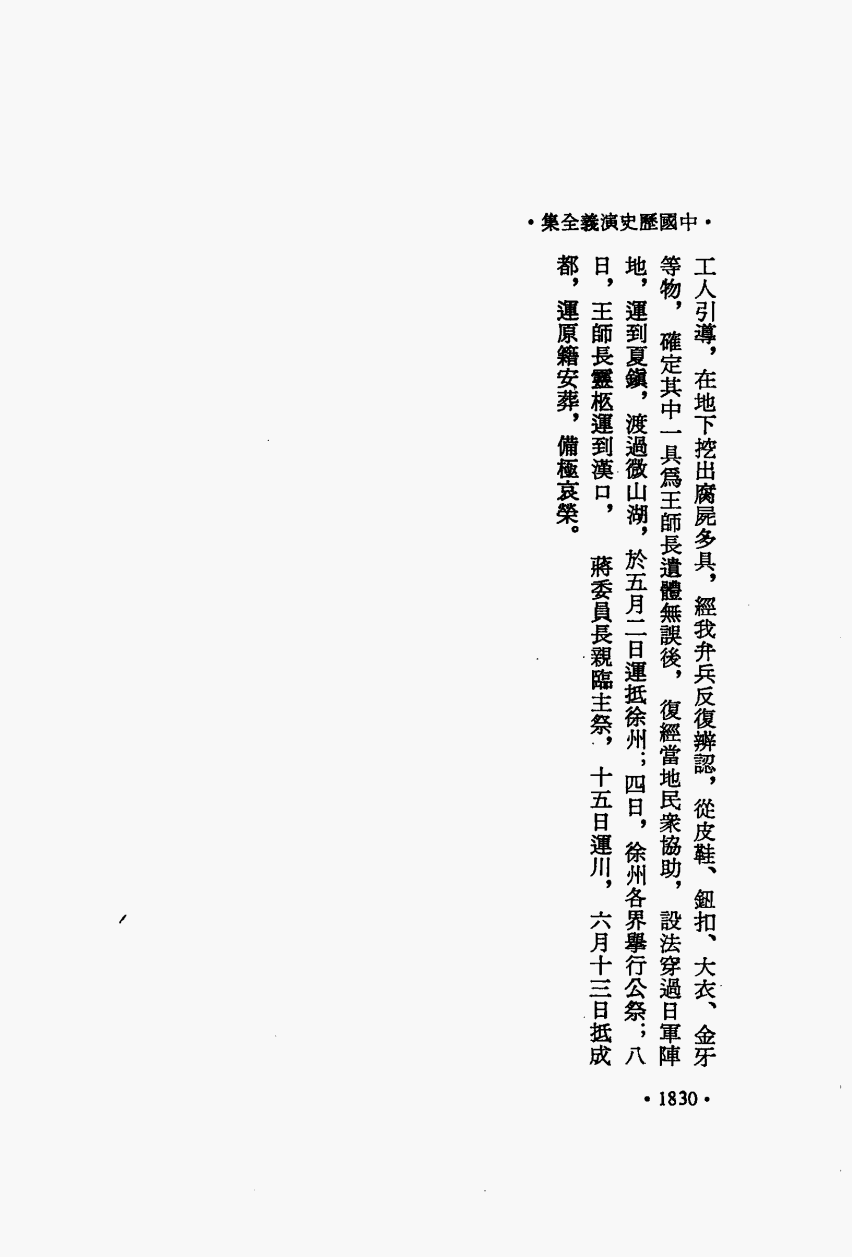 ・中國歷史演義全集・
工人引導，在地下挖出腐屍多具，經我弁兵反復辨認，從皮鞋、鈕扣、大衣、金牙
等物，確定其中一具爲王師長遺體無誤後，復經當地民衆協助，設法穿過日軍陣
地，運到夏鎭，渡過微山湖，於五月二日運抵徐州；四日，徐州各界舉行公祭；八
日，王師長靈柩運到漢口，　蔣委員長親臨主祭，十五日運川，六月十三日抵成
都，運原籍安葬，備極哀榮。
・1830・